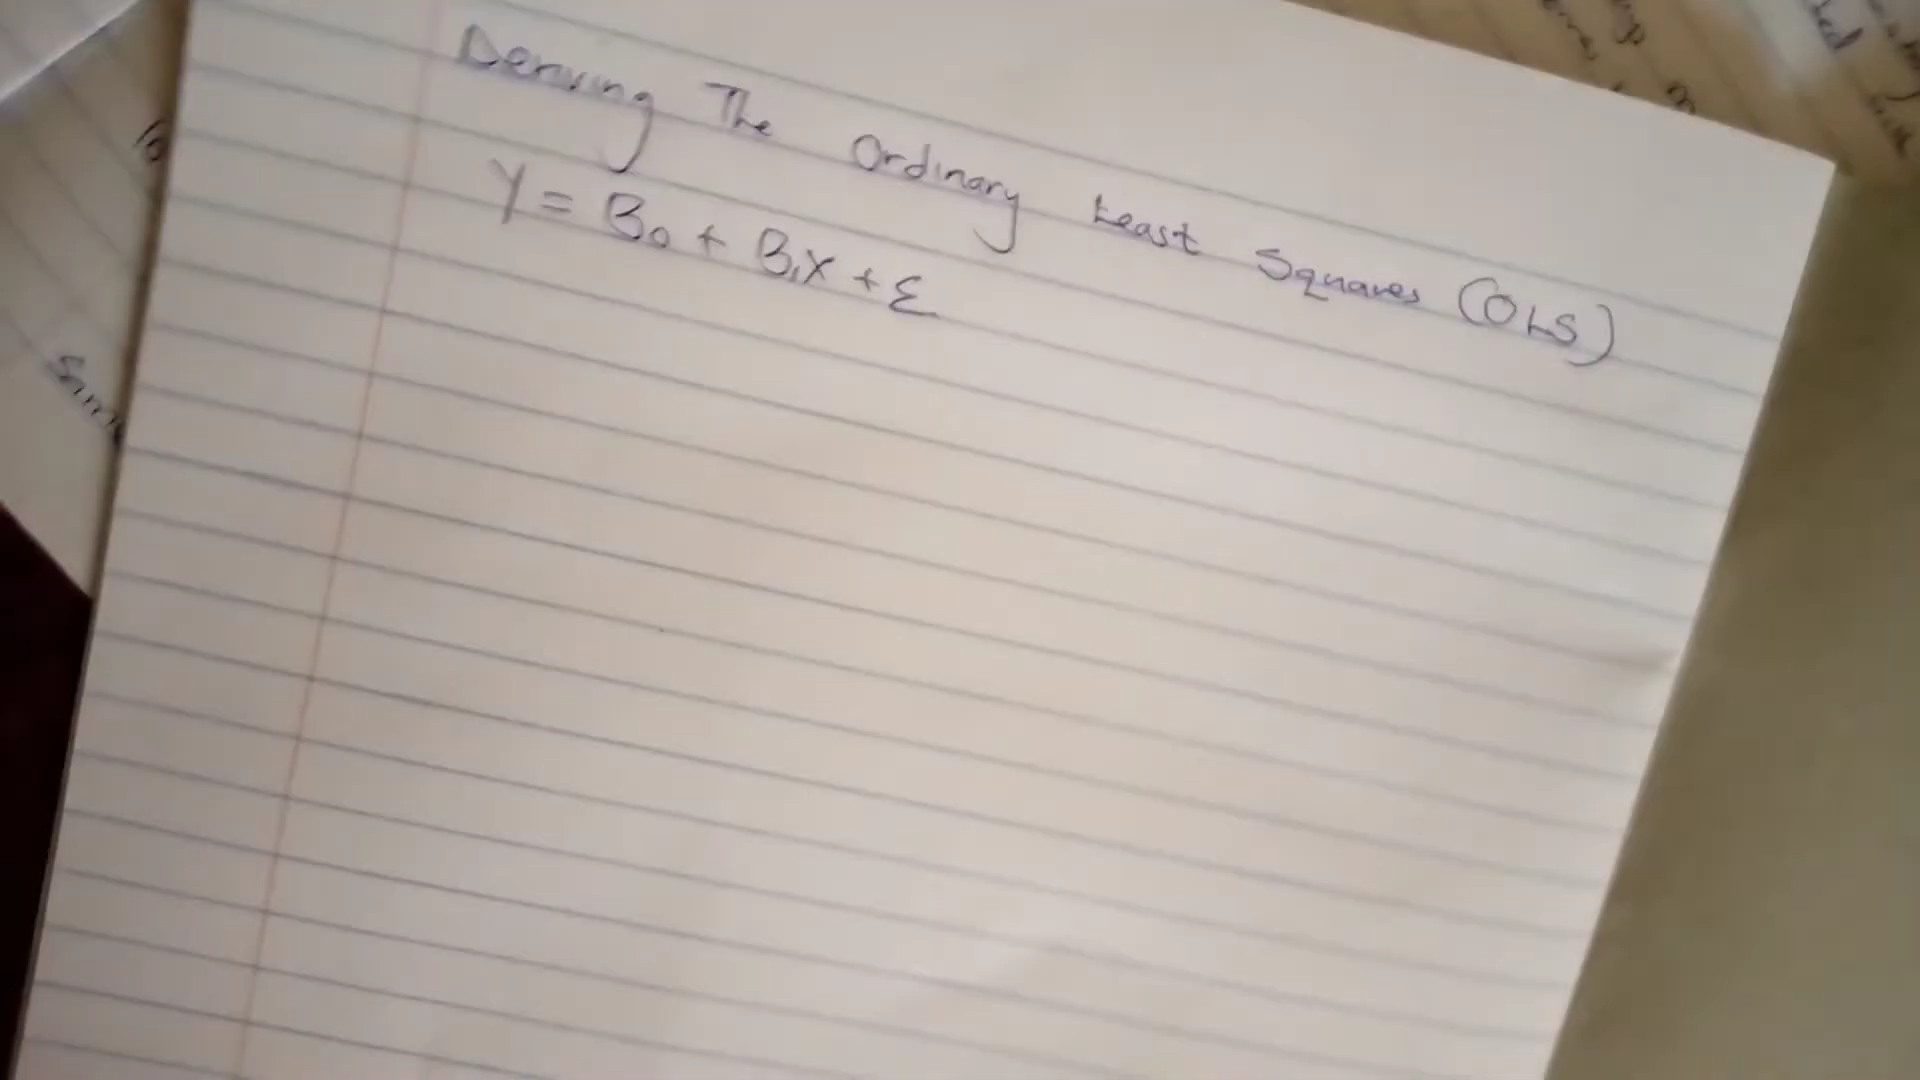 Deriving The Ordinary Least Squares (OLS)
Y = B₀ + B₁X + ε